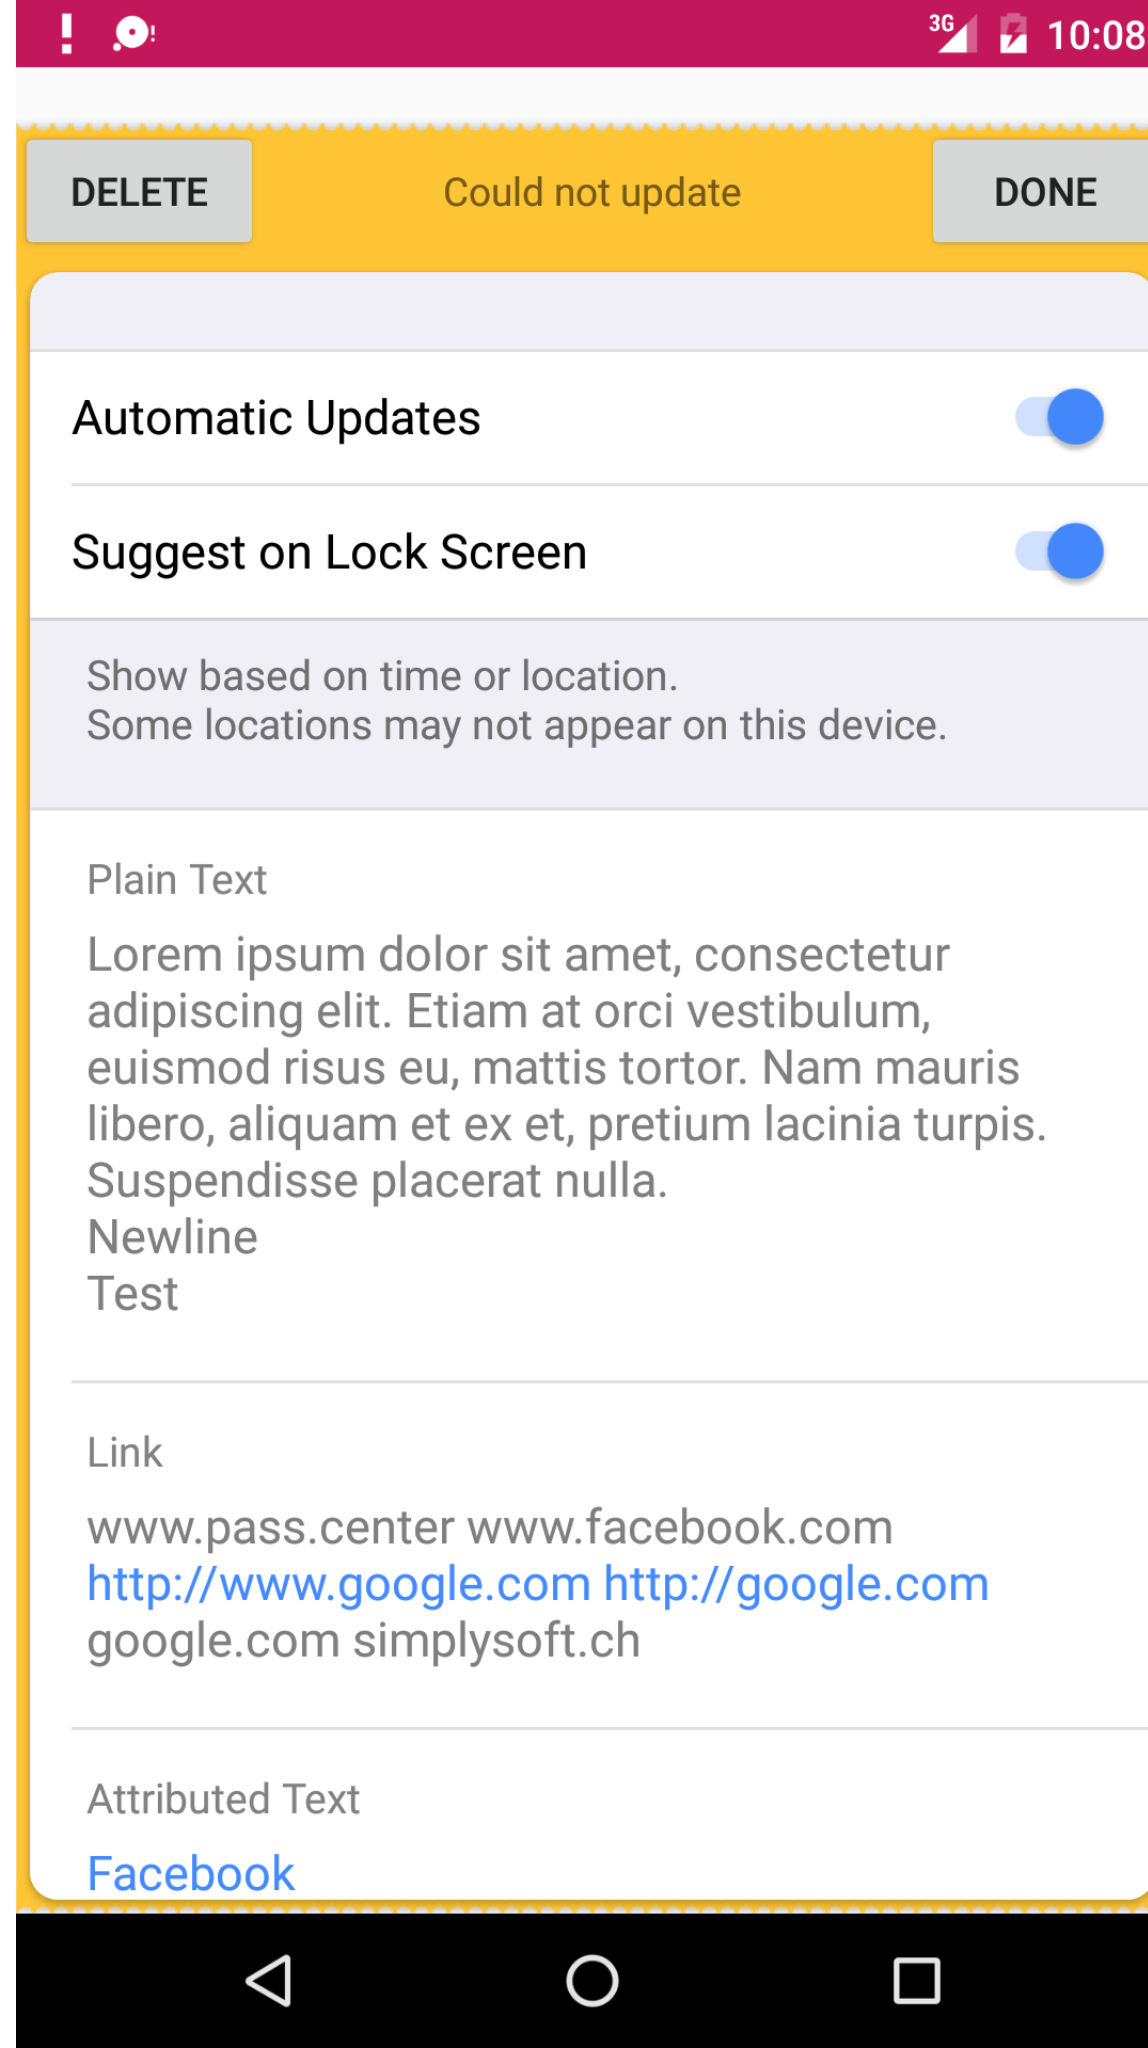 3G 10:08
DELETE Could not update DONE
Automatic Updates
Suggest on Lock Screen
Show based on time or location.
Some locations may not appear on this device.
Plain Text
Lorem ipsum dolor sit amet, consectetur
adipiscing elit. Etiam at orci vestibulum,
euismod risus eu, mattis tortor. Nam mauris
libero, aliquam et ex et, pretium lacinia turpis.
Suspendisse placerat nulla.
Newline
Test
Link
www.pass.center www.facebook.com
http://www.google.com http://google.com
google.com simplysoft.ch
Attributed Text
Facebook